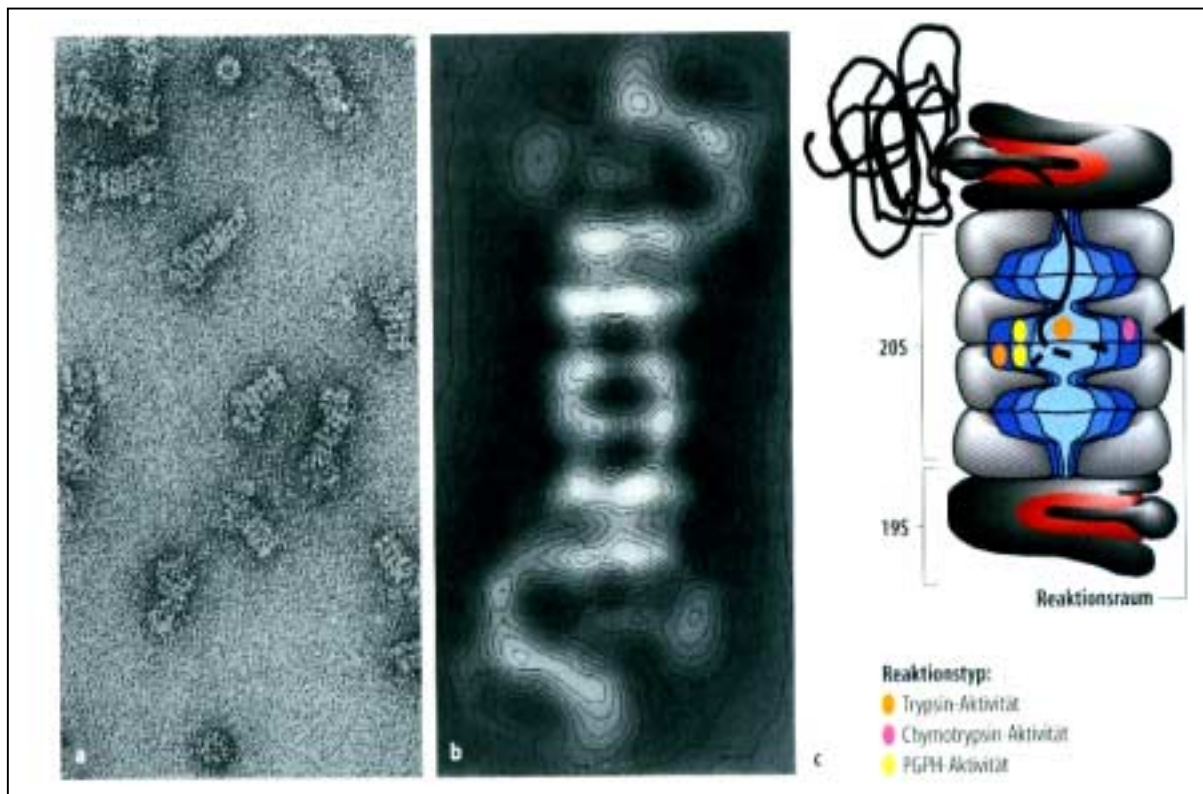 a
b
c
20S
19S
Reaktionsraum
Reaktionstyp:
Trypsin-Aktivität
Chymotrypsin-Aktivität
PGPH-Aktivität